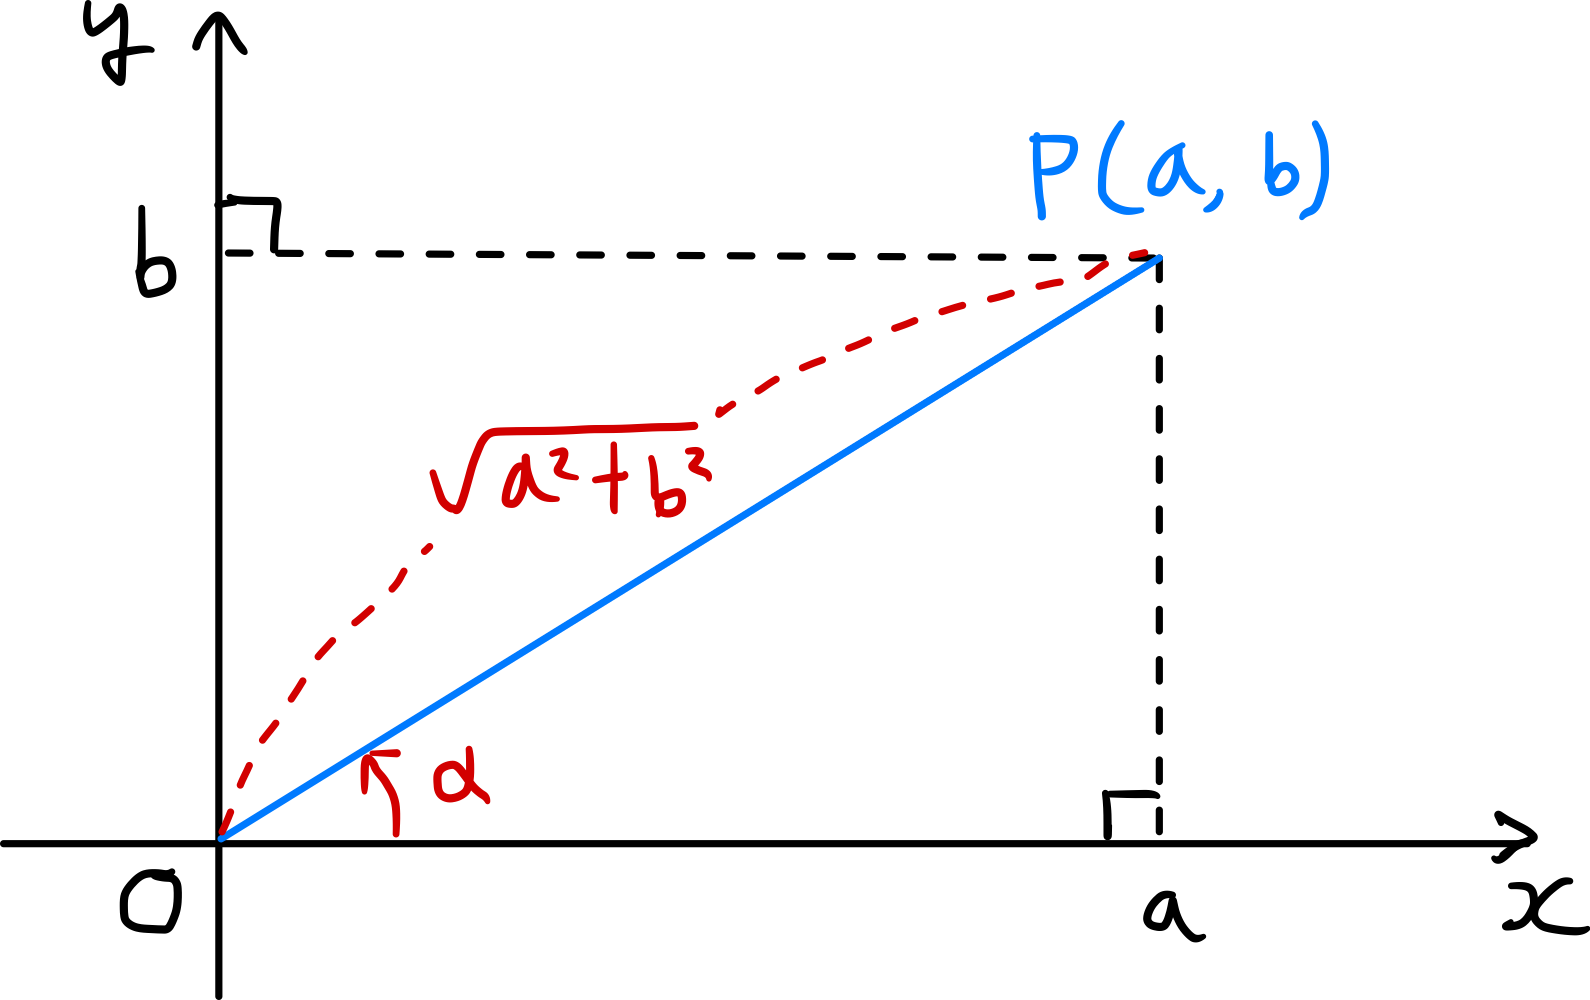 y
P(a, b)
b
√(a²+b²)
α
O
a
x